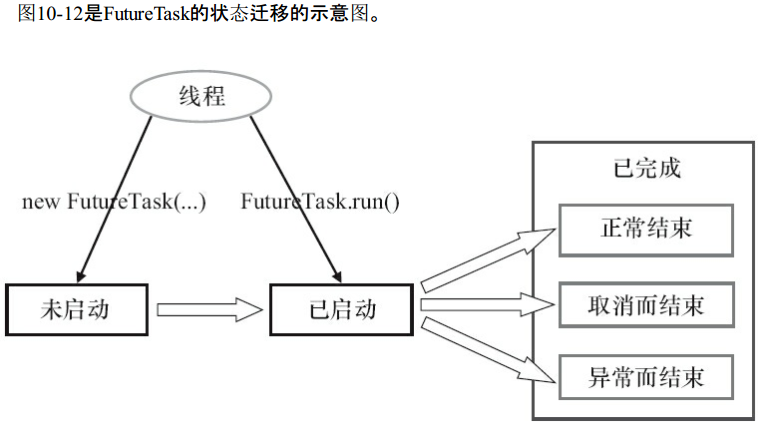 图10-12是FutureTask的状态迁移的示意图。
线程
new FutureTask(...)
FutureTask.run()
未启动
已启动
已完成
正常结束
取消而结束
异常而结束